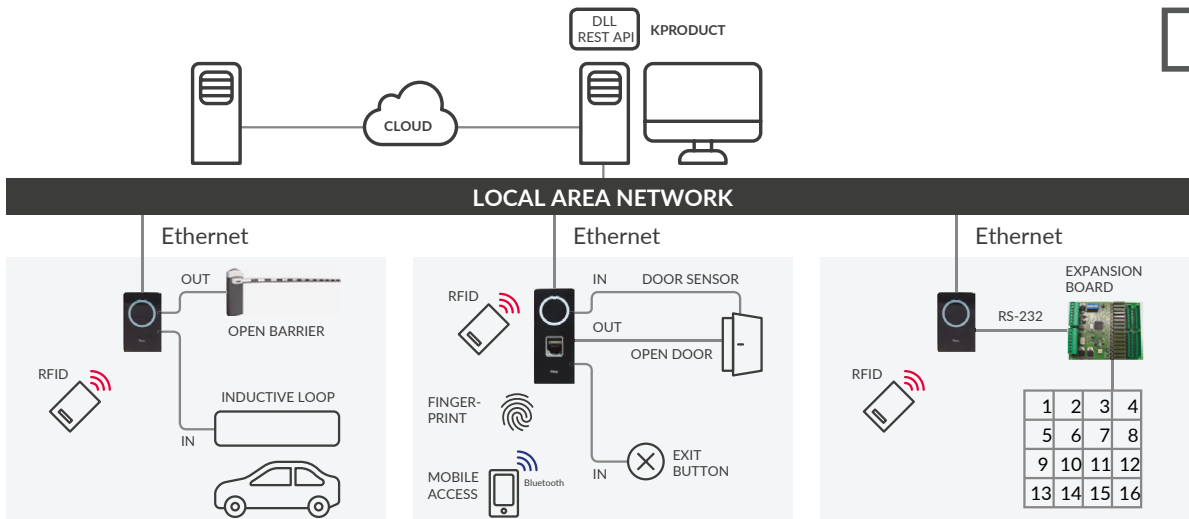 DLL
REST API
KPRODUCT
CLOUD
LOCAL AREA NETWORK
Ethernet
OUT
OPEN BARRIER
RFID
INDUCTIVE LOOP
IN
Ethernet
IN
DOOR SENSOR
RFID
OUT
OPEN DOOR
FINGER-
PRINT
MOBILE
ACCESS
Bluetooth
IN
EXIT
BUTTON
Ethernet
EXPANSION
BOARD
RS-232
RFID
1 2 3 4
5 6 7 8
9 10 11 12
13 14 15 16